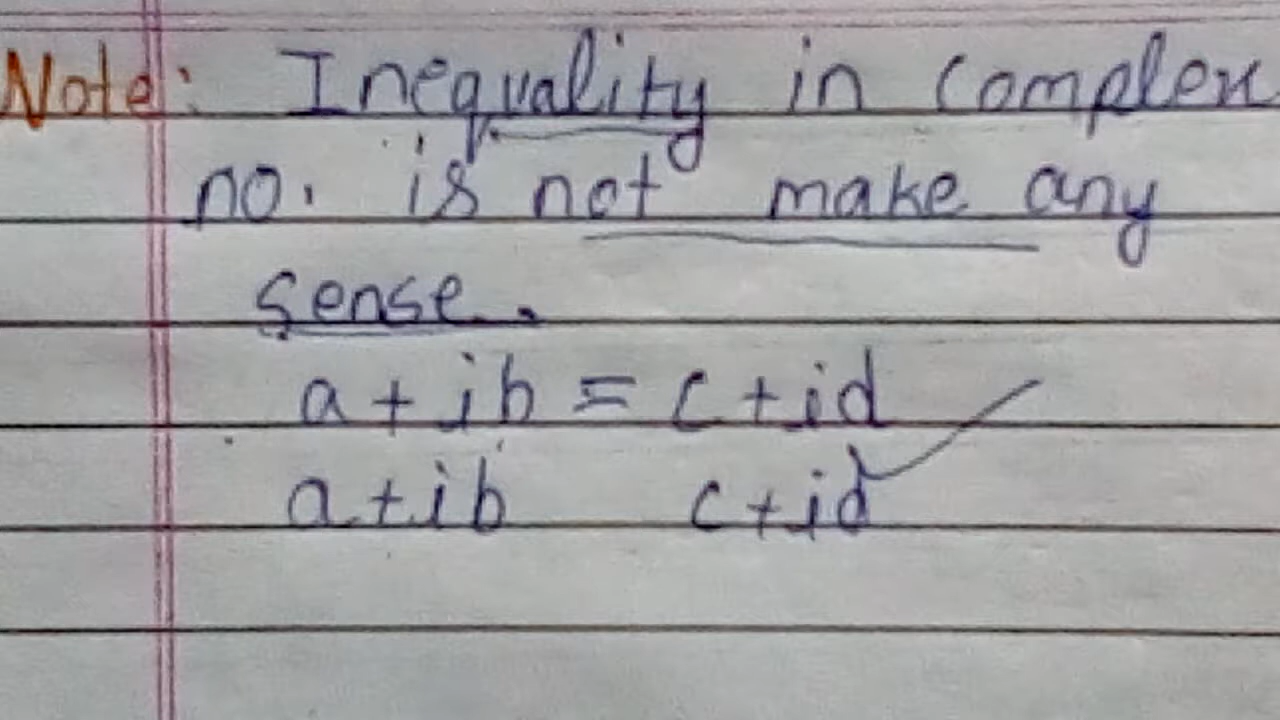 Note: Inequality in complex
no. is not make any
sense.
a + ib = c + id
a + ib c + id